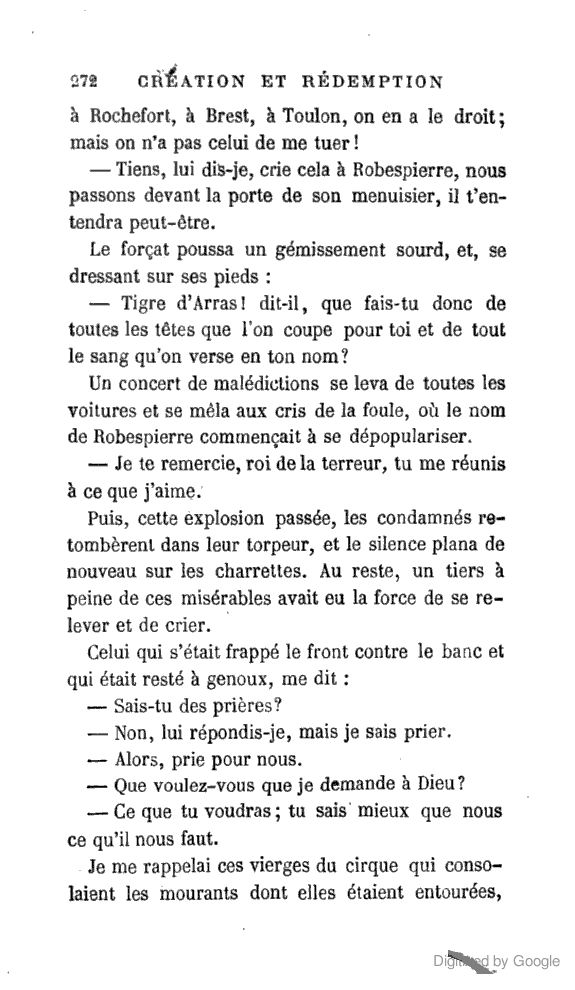 272 CRÉATION ET RÉDEMPTION
à Rochefort, à Brest, à Toulon, on en a le droit;
mais on n'a pas celui de me tuer!
— Tiens, lui dis-je, crie cela à Robespierre, nous
passons devant la porte de son menuisier, il t'en-
tendra peut-être.
Le forçat poussa un gémissement sourd, et, se
dressant sur ses pieds :
— Tigre d'Arras! dit-il, que fais-tu donc de
toutes les têtes que l'on coupe pour toi et de tout
le sang qu'on verse en ton nom?
Un concert de malédictions se leva de toutes les
voitures et se mêla aux cris de la foule, où le nom
de Robespierre commençait à se dépopulariser.
— Je te remercie, roi de la terreur, tu me réunis
à ce que j'aime.
Puis, cette explosion passée, les condamnés re-
tombèrent dans leur torpeur, et le silence plana de
nouveau sur les charrettes. Au reste, un tiers à
peine de ces misérables avait eu la force de se re-
lever et de crier.
Celui qui s'était frappé le front contre le banc et
qui était resté à genoux, me dit :
— Sais-tu des prières?
— Non, lui répondis-je, mais je sais prier.
— Alors, prie pour nous.
— Que voulez-vous que je demande à Dieu?
— Ce que tu voudras; tu sais mieux que nous
ce qu'il nous faut.
Je me rappelai ces vierges du cirque qui conso-
laient les mourants dont elles étaient entourées,
Digitized by Google